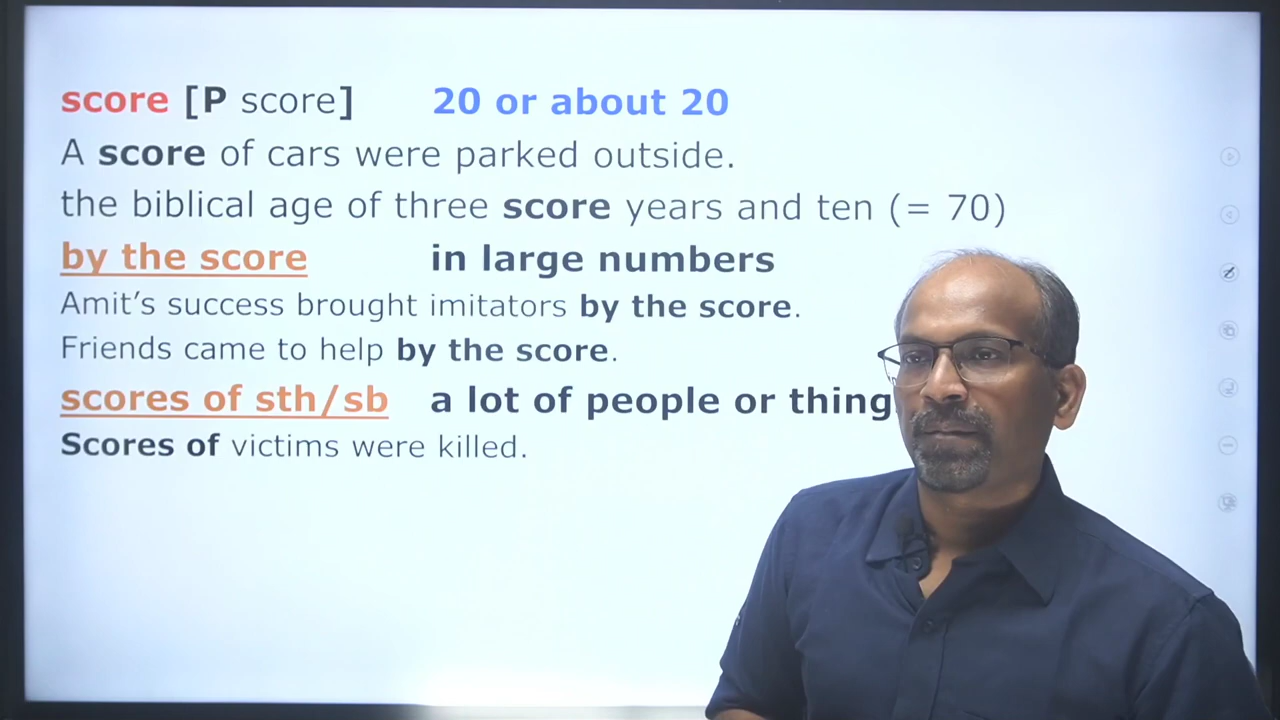 score [P score] 20 or about 20
A score of cars were parked outside.
the biblical age of three score years and ten (= 70)
by the score in large numbers
Amit’s success brought imitators by the score.
Friends came to help by the score.
scores of sth/sb a lot of people or thing
Scores of victims were killed.